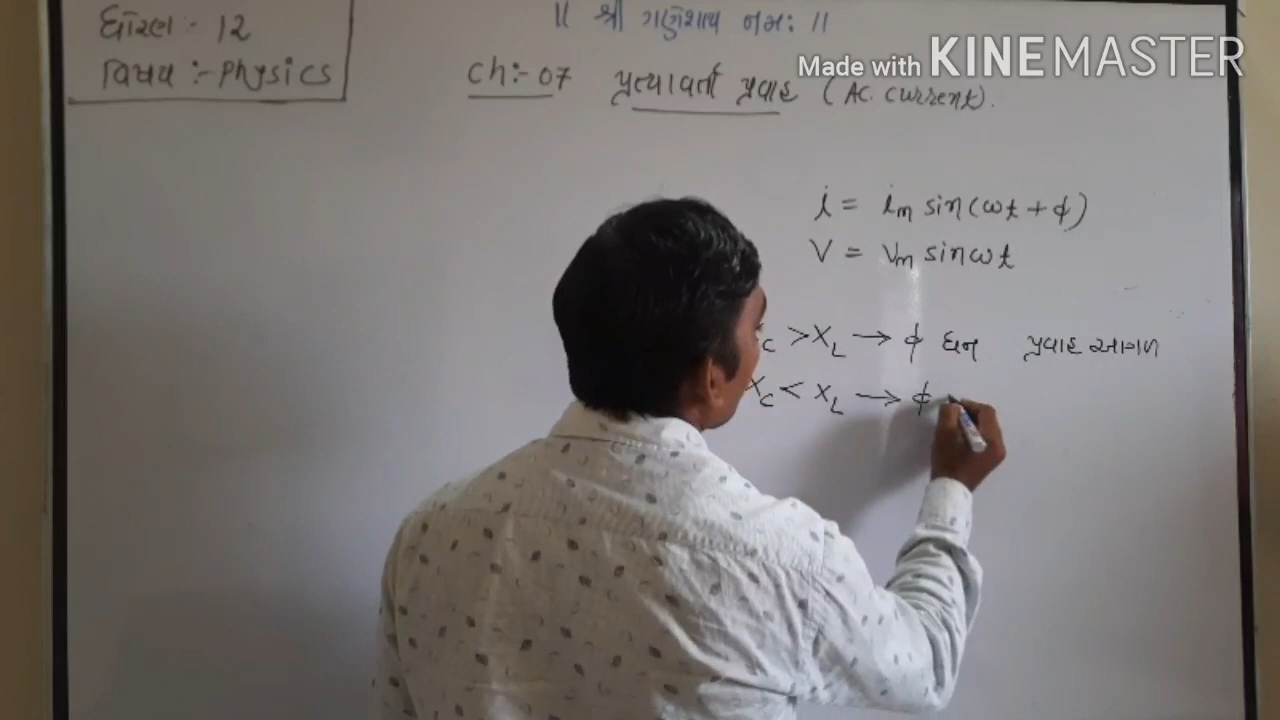 ધોરણ :- 12
વિષય :- Physics
॥ શ્રી ગણેશાય નમઃ ॥
Made with KINEMASTER
Ch:- 07 પ્રત્યાવર્તી પ્રવાહ (AC. Current).
i = im sin(ωt + ϕ)
V = Vm sinωt
C > XL → ϕ ધન પ્રવાહ આગળ
XC < XL → ϕ